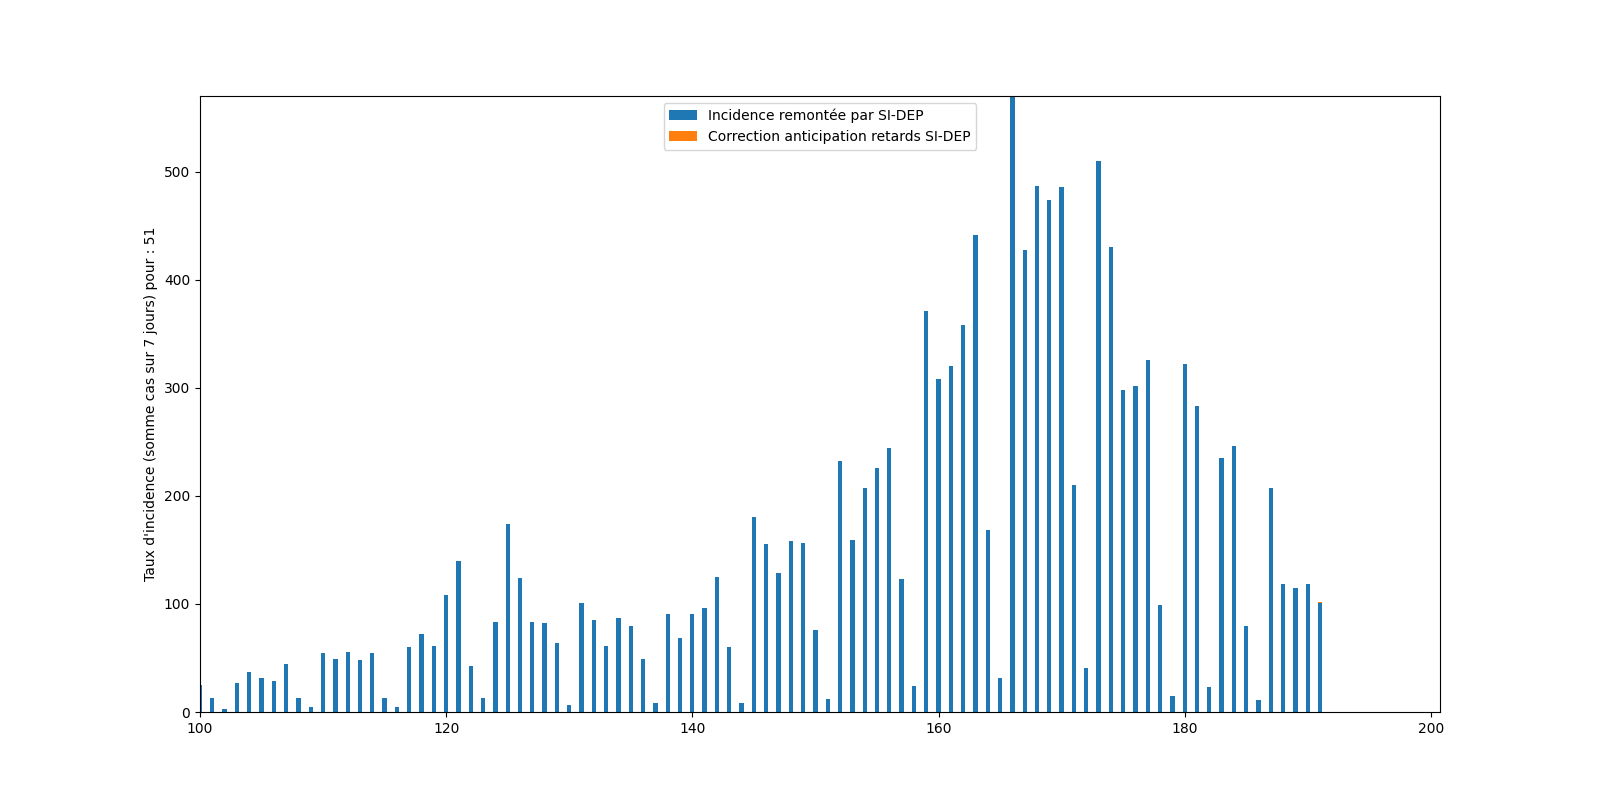 Incidence remontée par SI-DEP
Correction anticipation retards SI-DEP
Taux d'incidence (somme cas sur 7 jours) pour : 51
500
400
300
200
100
0
100 120 140 160 180 200